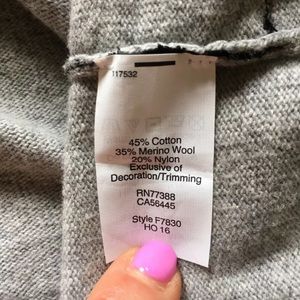 117532
45% Cotton
35% Merino Wool
20% Nylon
Exclusive of
Decoration/Trimming
RN77388
CA56445
Style F7830
HO 16